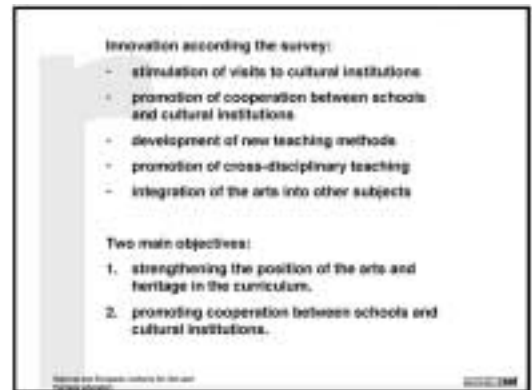 Innovation according the survey:
- stimulation of visits to cultural institutions
- promotion of cooperation between schools
and cultural institutions
- development of new teaching methods
- promotion of cross-disciplinary teaching
- integration of the arts into other subjects
Two main objectives:
1. strengthening the position of the arts and
heritage in the curriculum.
2. promoting cooperation between schools and
cultural institutions.